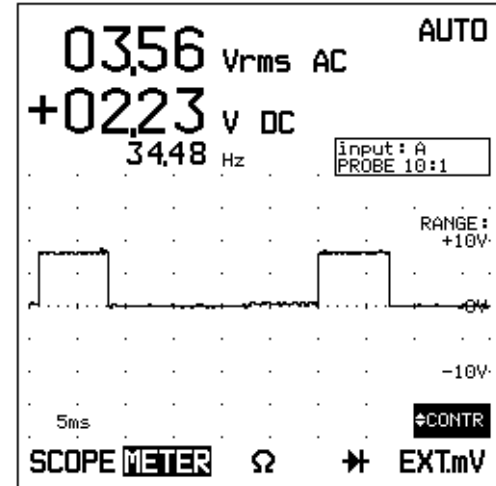 AUTO
03.56 Vrms AC
+02.23 V DC
34.48 Hz
input: A
PROBE 10:1
RANGE:
+10V
0V
-10V
5ms
CONTR
SCOPE METER Ω EXT.mV